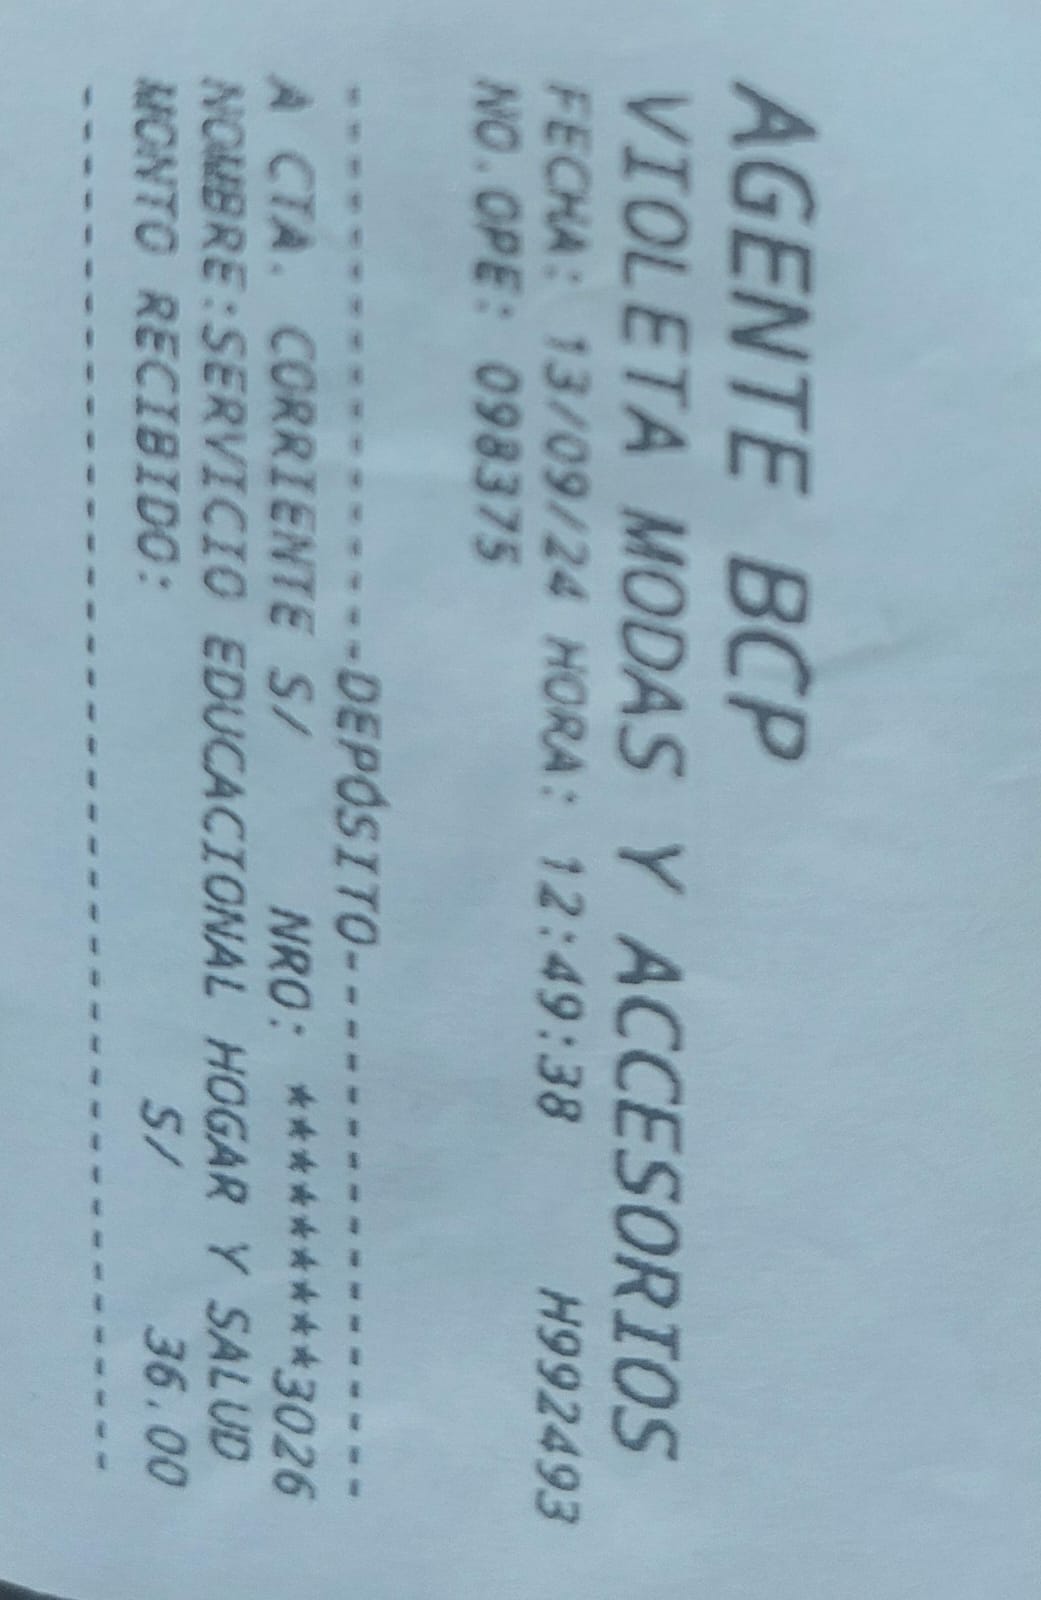 AGENTE BCP
VIOLETA MODAS Y ACCESORIOS
FECHA: 13/09/24 HORA: 12:49:38 H992493
NO.OPE: 098375
---------------DEPÓSITO---------------
A CTA. CORRIENTE S/ NRO: *********3026
NOMBRE:SERVICIO EDUCACIONAL HOGAR Y SALUD
MONTO RECIBIDO: S/ 36.00
----------------------------------------